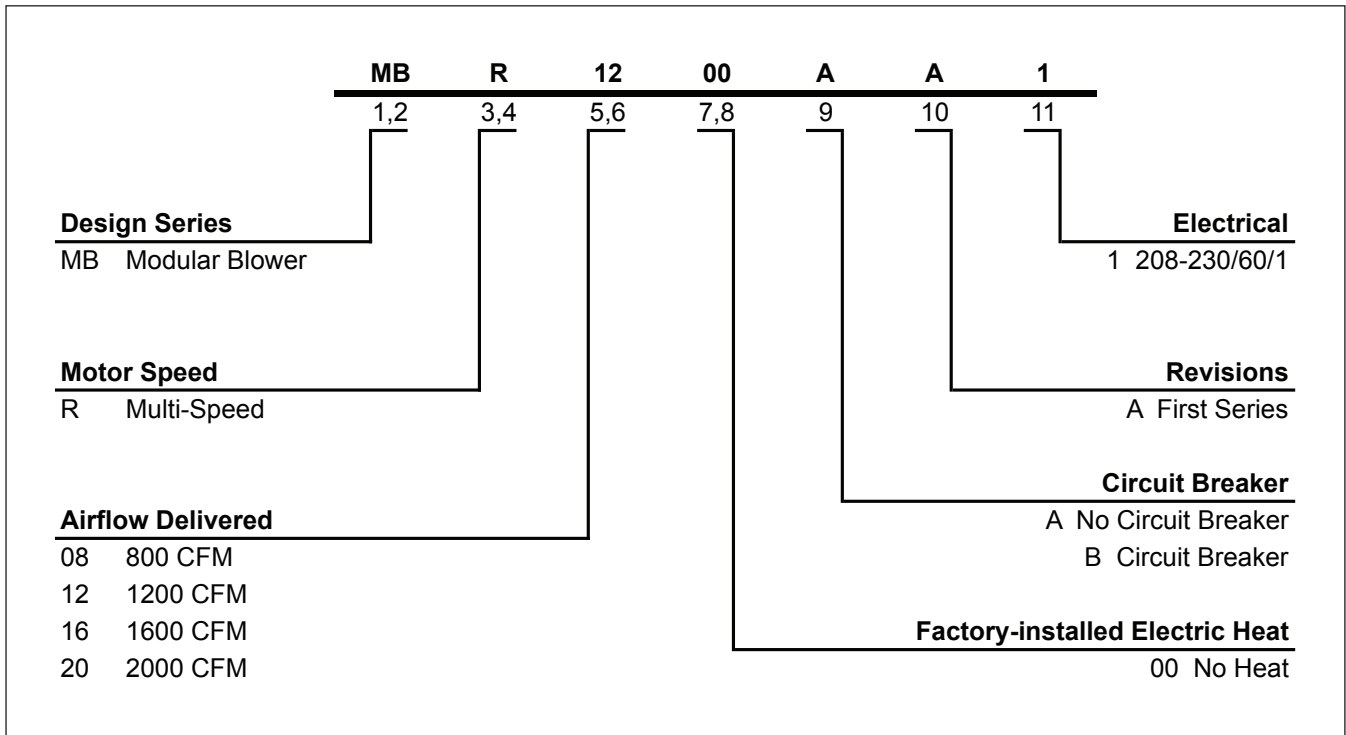 MB R 12 00 A A 1
1,2 3,4 5,6 7,8 9 10 11
Design Series
MB Modular Blower
Motor Speed
R Multi-Speed
Airflow Delivered
08 800 CFM
12 1200 CFM
16 1600 CFM
20 2000 CFM
Electrical
1 208-230/60/1
Revisions
A First Series
Circuit Breaker
A No Circuit Breaker
B Circuit Breaker
Factory-installed Electric Heat
00 No Heat